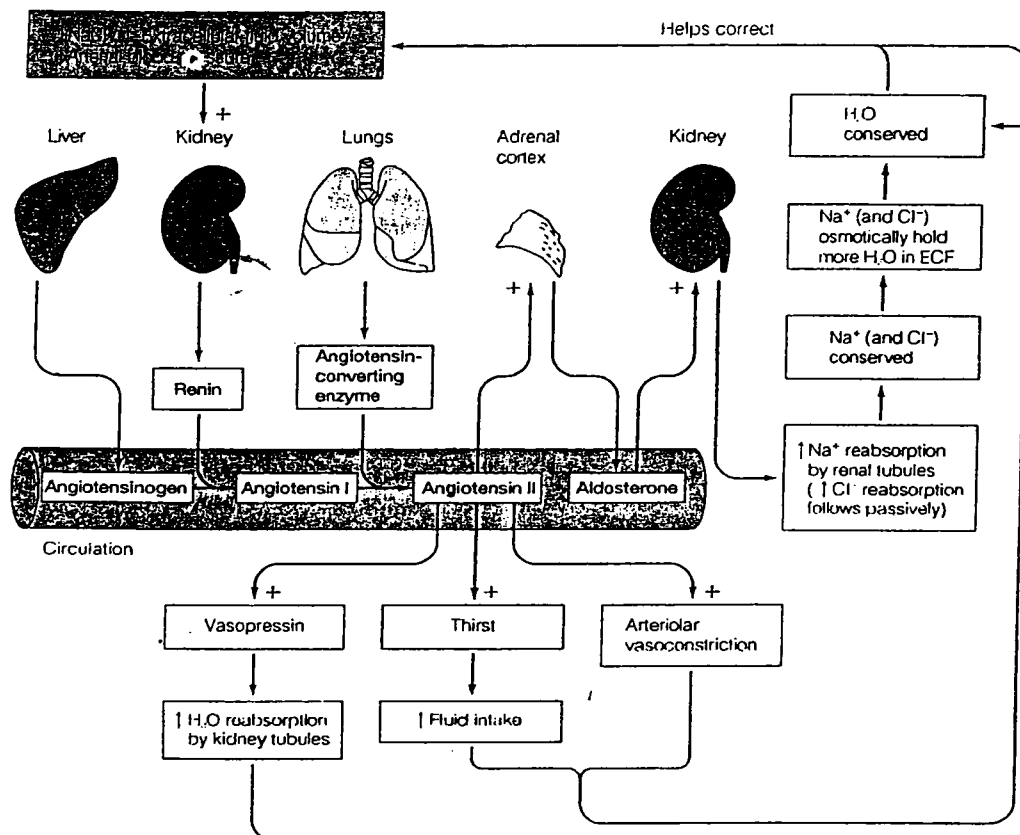 Helps correct
+
Liver
Kidney
Lungs
Adrenal
cortex
Kidney
H₂O
conserved
Na⁺ (and Cl⁻)
osmotically hold
more H₂O in ECF
+
+
Na⁺ (and Cl⁻)
conserved
Renin
Angiotensin-
converting
enzyme
↑ Na⁺ reabsorption
by renal tubules
(↑ Cl⁻ reabsorption
follows passively)
Angiotensinogen
Angiotensin I
Angiotensin II
Aldosterone
Circulation
+
+
+
Vasopressin
Thirst
Arteriolar
vasoconstriction
↑ H₂O reabsorption
by kidney tubules
↑ Fluid intake